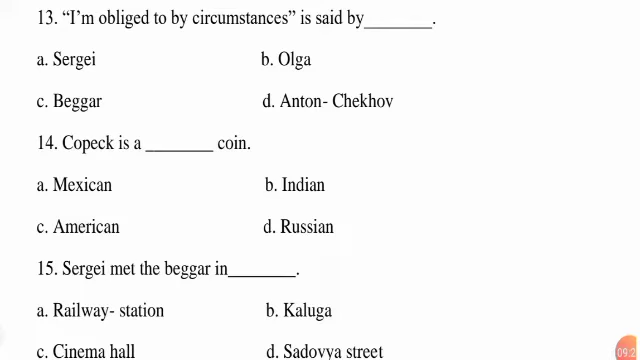 13. “I’m obliged to by circumstances” is said by________.
a. Sergei b. Olga
c. Beggar d. Anton- Chekhov
14. Copeck is a ________ coin.
a. Mexican b. Indian
c. American d. Russian
15. Sergei met the beggar in________.
a. Railway- station b. Kaluga
c. Cinema hall d. Sadovya street